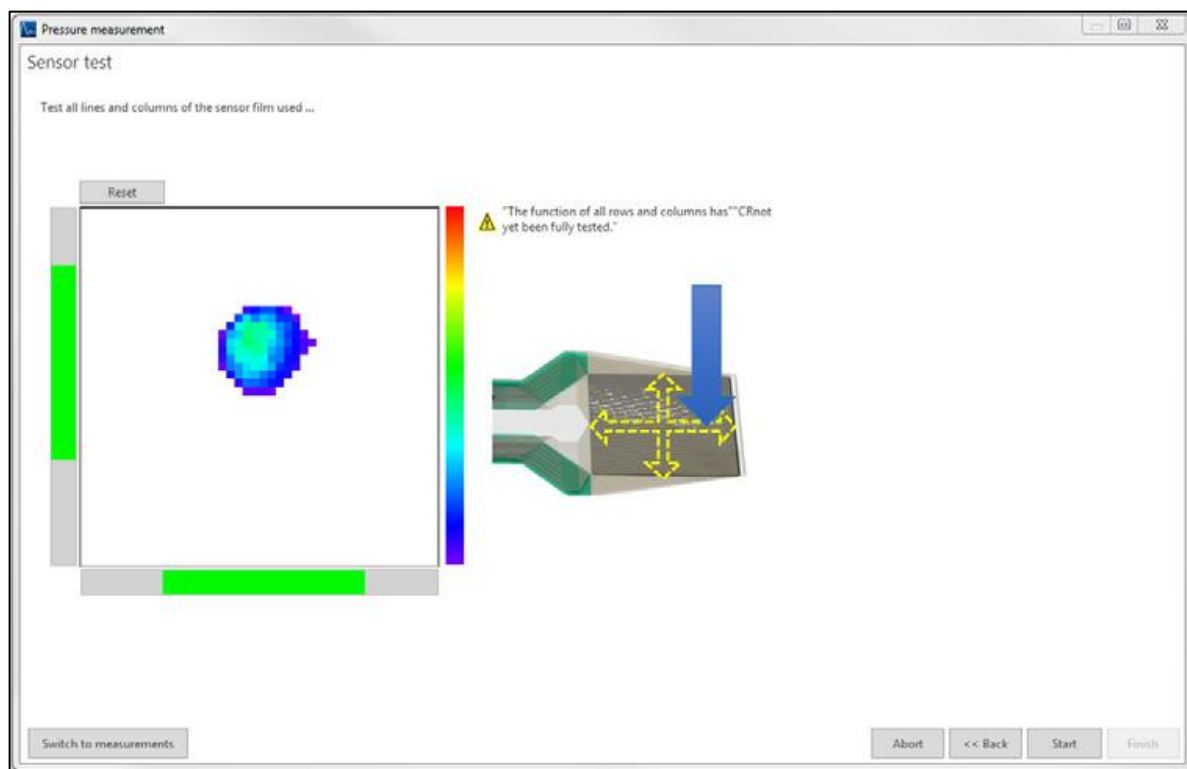 Pressure measurement
Sensor test
Test all lines and columns of the sensor film used ...
Reset
"The function of all rows and columns has""CRnot
yet been fully tested."
Switch to measurements
Abort
<< Back
Start
Finish